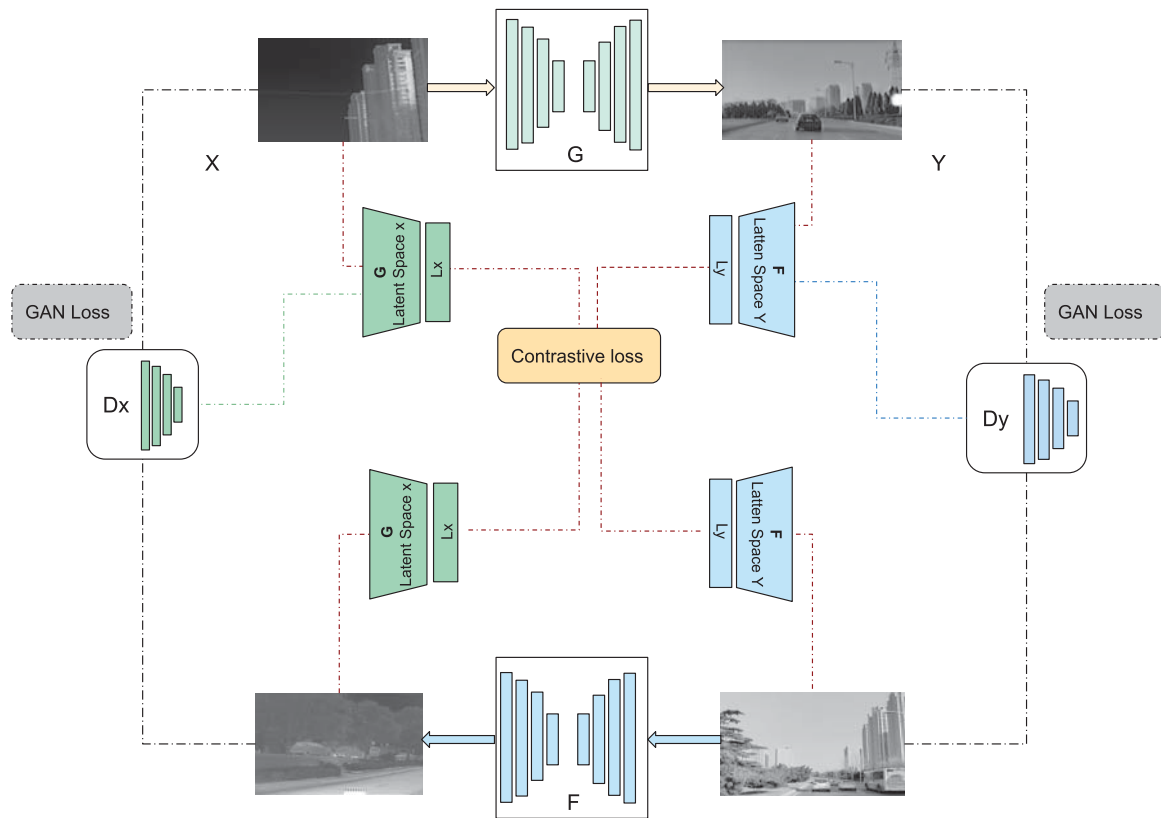 G
X
Y
G
Latent Space x
Lx
Ly
F
Latten Space Y
GAN Loss
GAN Loss
Contrastive loss
Dx
Dy
G
Latent Space x
Lx
Ly
F
Latten Space Y
F